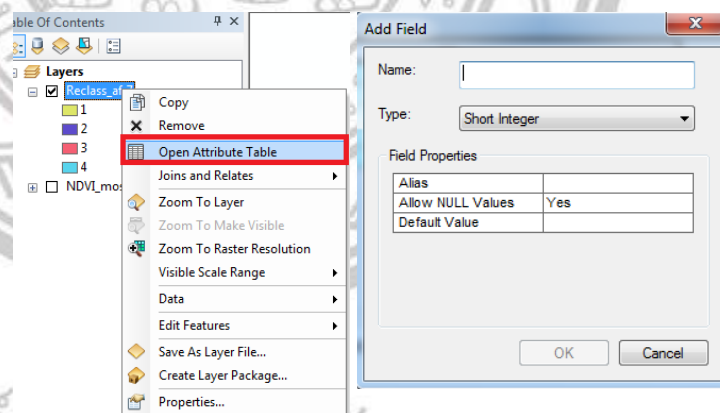 able Of Contents
Layers
Reclass_af
1
2
3
4
NDVI_mos
Copy
Remove
Open Attribute Table
Joins and Relates
Zoom To Layer
Zoom To Make Visible
Zoom To Raster Resolution
Visible Scale Range
Data
Edit Features
Save As Layer File...
Create Layer Package...
Properties...
Add Field
Name:
Type: Short Integer
Field Properties
Alias
Allow NULL Values Yes
Default Value
OK Cancel